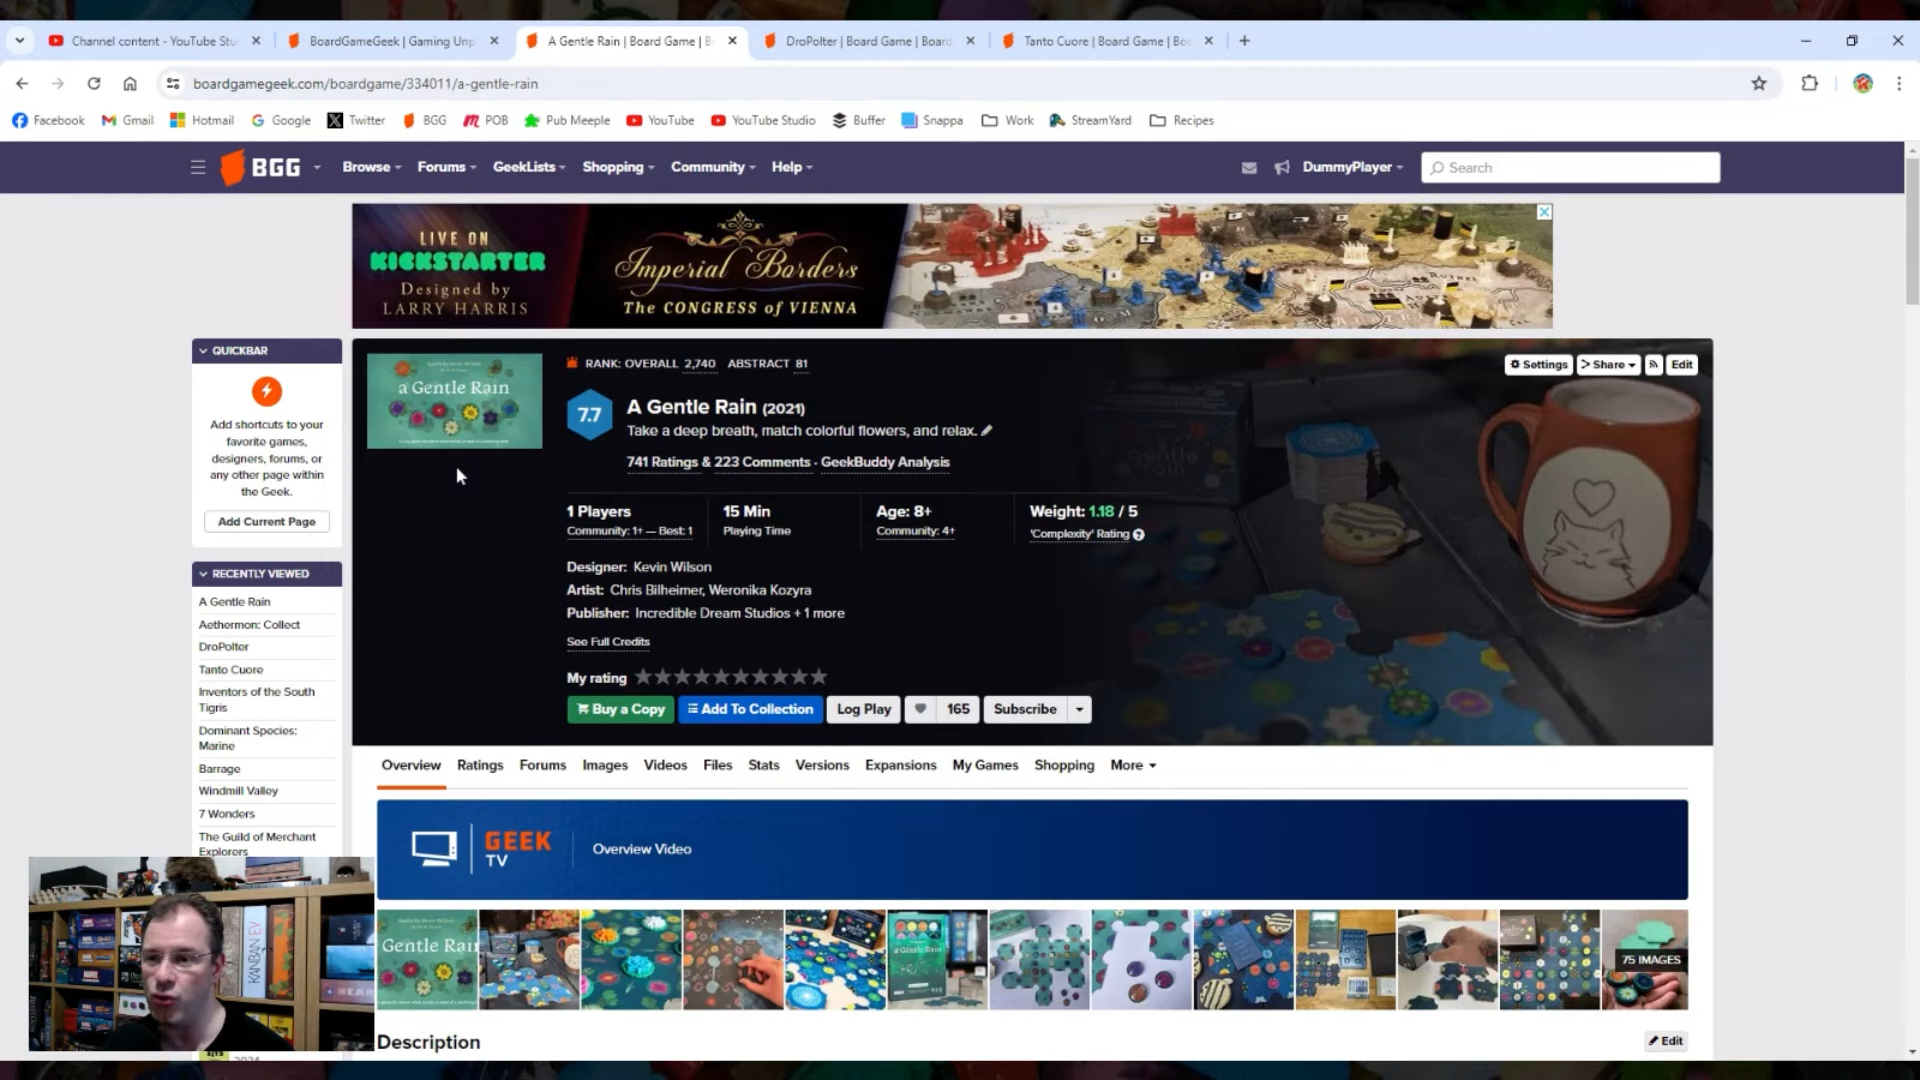 Channel content - YouTube Stu
BoardGameGeek | Gaming Unp
A Gentle Rain | Board Game | B
DroPolter | Board Game | Board
Tanto Cuore | Board Game | Bo
boardgamegeek.com/boardgame/334011/a-gentle-rain
Facebook
Gmail
Hotmail
Google
Twitter
BGG
POB
Pub Meeple
YouTube
YouTube Studio
Buffer
Snappa
Work
StreamYard
Recipes
BGG
Browse
Forums
GeekLists
Shopping
Community
Help
DummyPlayer
Search
LIVE ON
KICKSTARTER
Designed by
LARRY HARRIS
Imperial Borders
The CONGRESS of VIENNA
QUICKBAR
Add shortcuts to your
favorite games,
designers, forums, or
any other page within
the Geek.
Add Current Page
RECENTLY VIEWED
A Gentle Rain
Aethermon: Collect
DroPolter
Tanto Cuore
Inventors of the South
Tigris
Dominant Species:
Marine
Barrage
Windmill Valley
7 Wonders
The Guild of Merchant
Explorers
a Gentle Rain
RANK: OVERALL 2,740 ABSTRACT 81
Settings
Share
Edit
7.7
A Gentle Rain (2021)
Take a deep breath, match colorful flowers, and relax.
741 Ratings & 223 Comments · GeekBuddy Analysis
1 Players
Community: 1+ — Best: 1
15 Min
Playing Time
Age: 8+
Community: 4+
Weight: 1.18 / 5
'Complexity' Rating
Designer: Kevin Wilson
Artist: Chris Bilheimer, Weronika Kozyra
Publisher: Incredible Dream Studios + 1 more
See Full Credits
My rating
Buy a Copy
Add To Collection
Log Play
165
Subscribe
Overview
Ratings
Forums
Images
Videos
Files
Stats
Versions
Expansions
My Games
Shopping
More
GEEK
TV
Overview Video
Gentle Rain
a Gentle Rain
75 IMAGES
KANBAN EV
Description
Edit